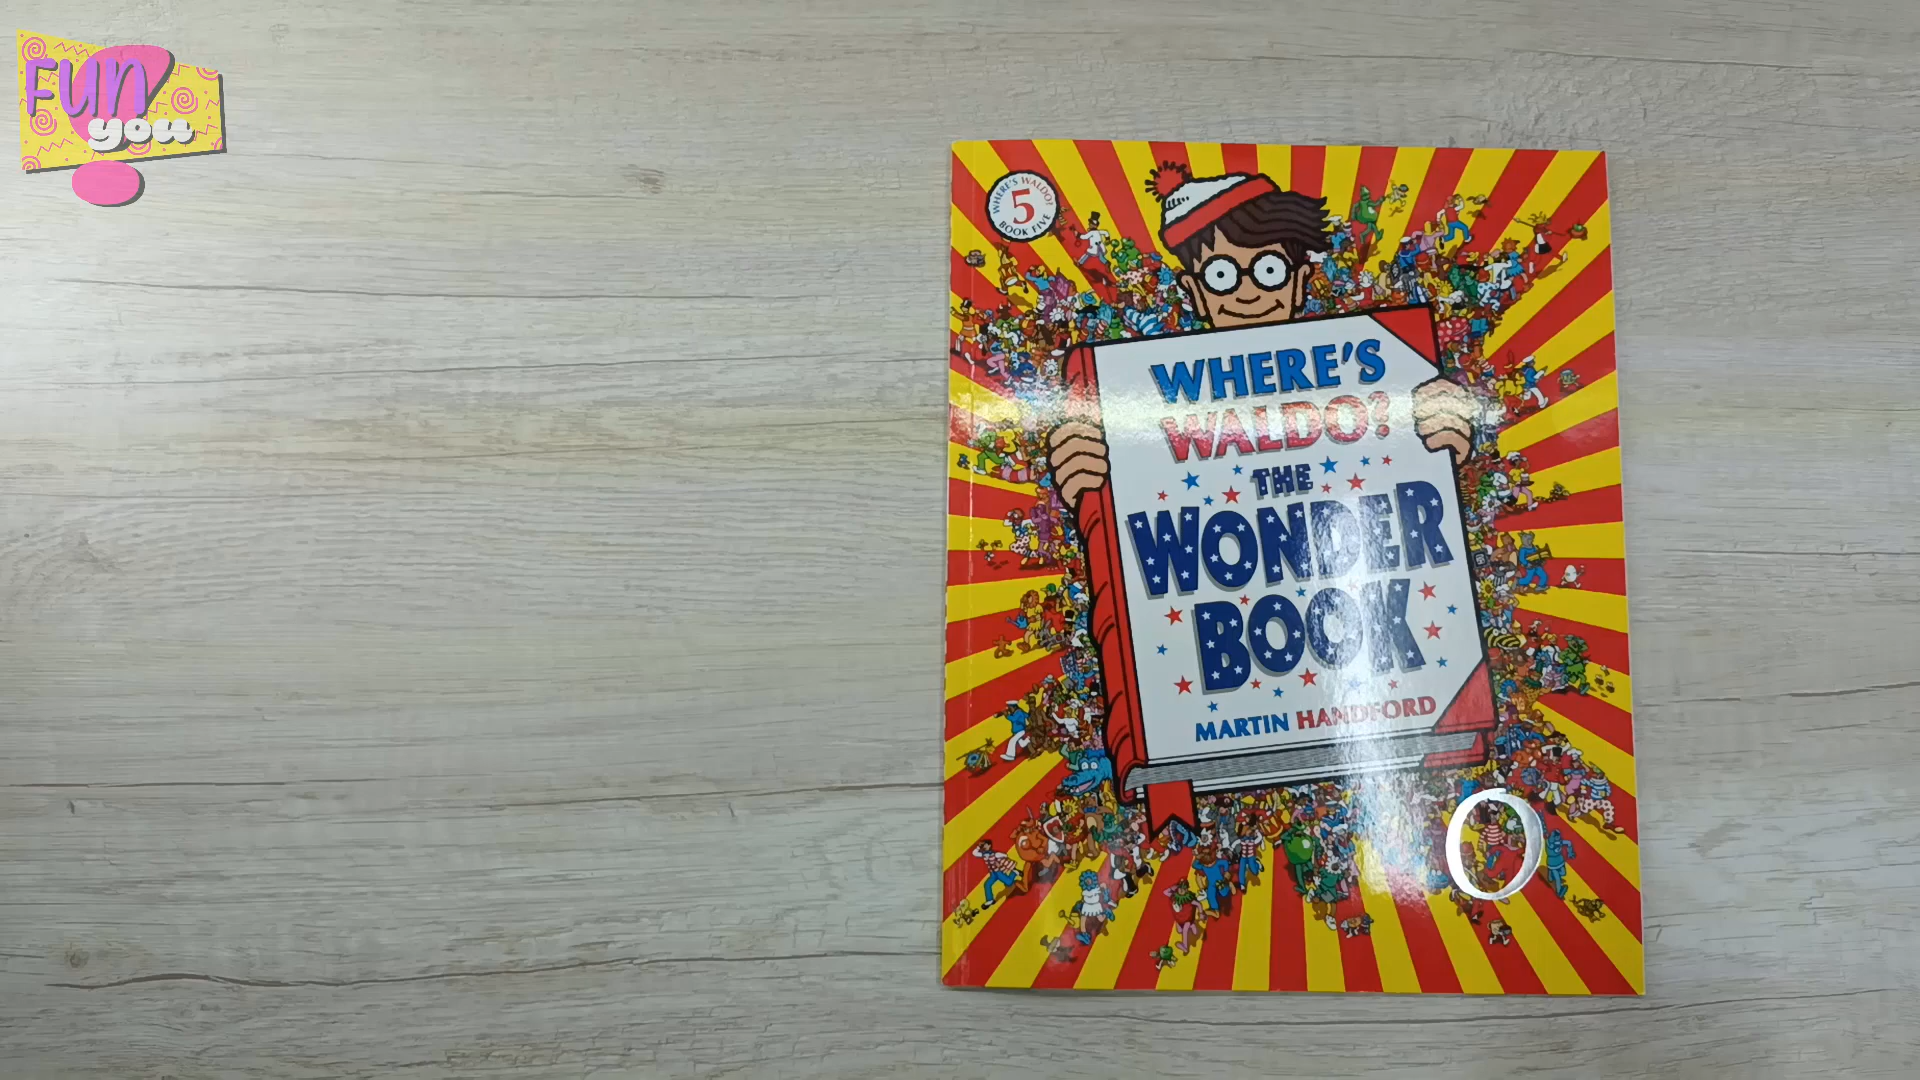 Fun
you
WHERE'S WALDO?
5
BOOK FIVE
WHERE'S
WALDO?
THE
WONDER
BOOK
MARTIN HANDFORD
O